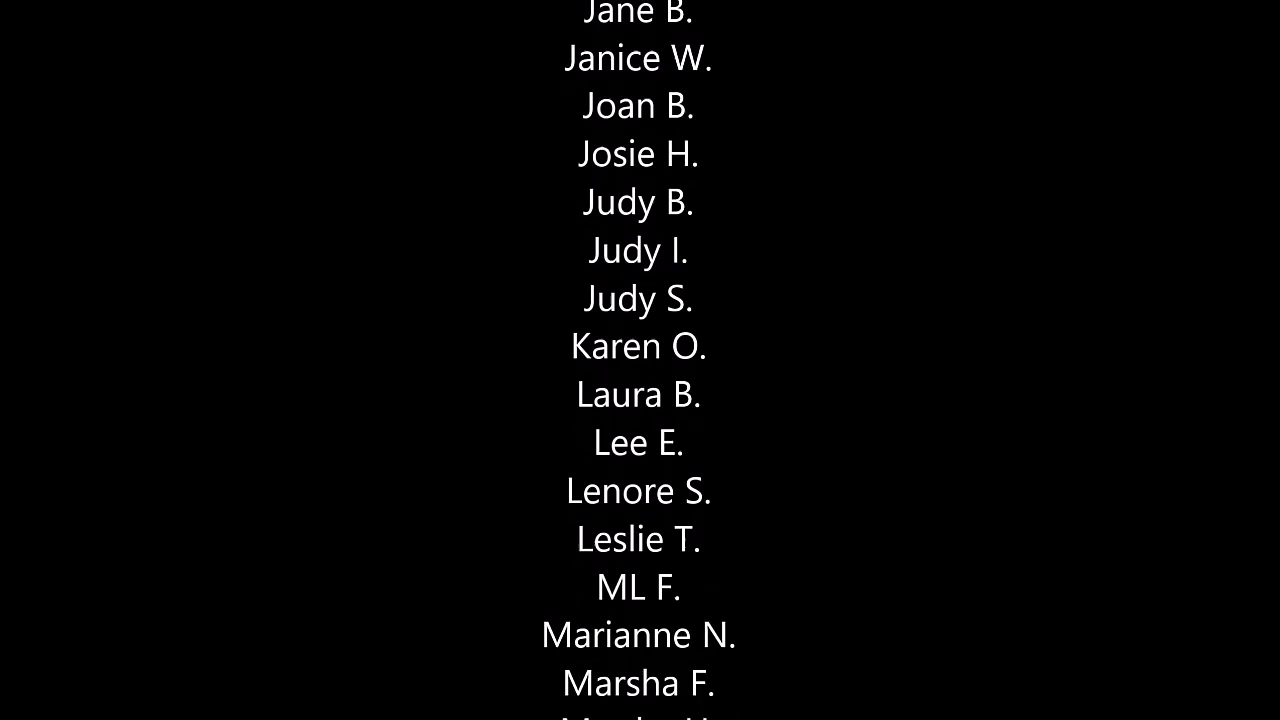 Jane B.
Janice W.
Joan B.
Josie H.
Judy B.
Judy I.
Judy S.
Karen O.
Laura B.
Lee E.
Lenore S.
Leslie T.
ML F.
Marianne N.
Marsha F.